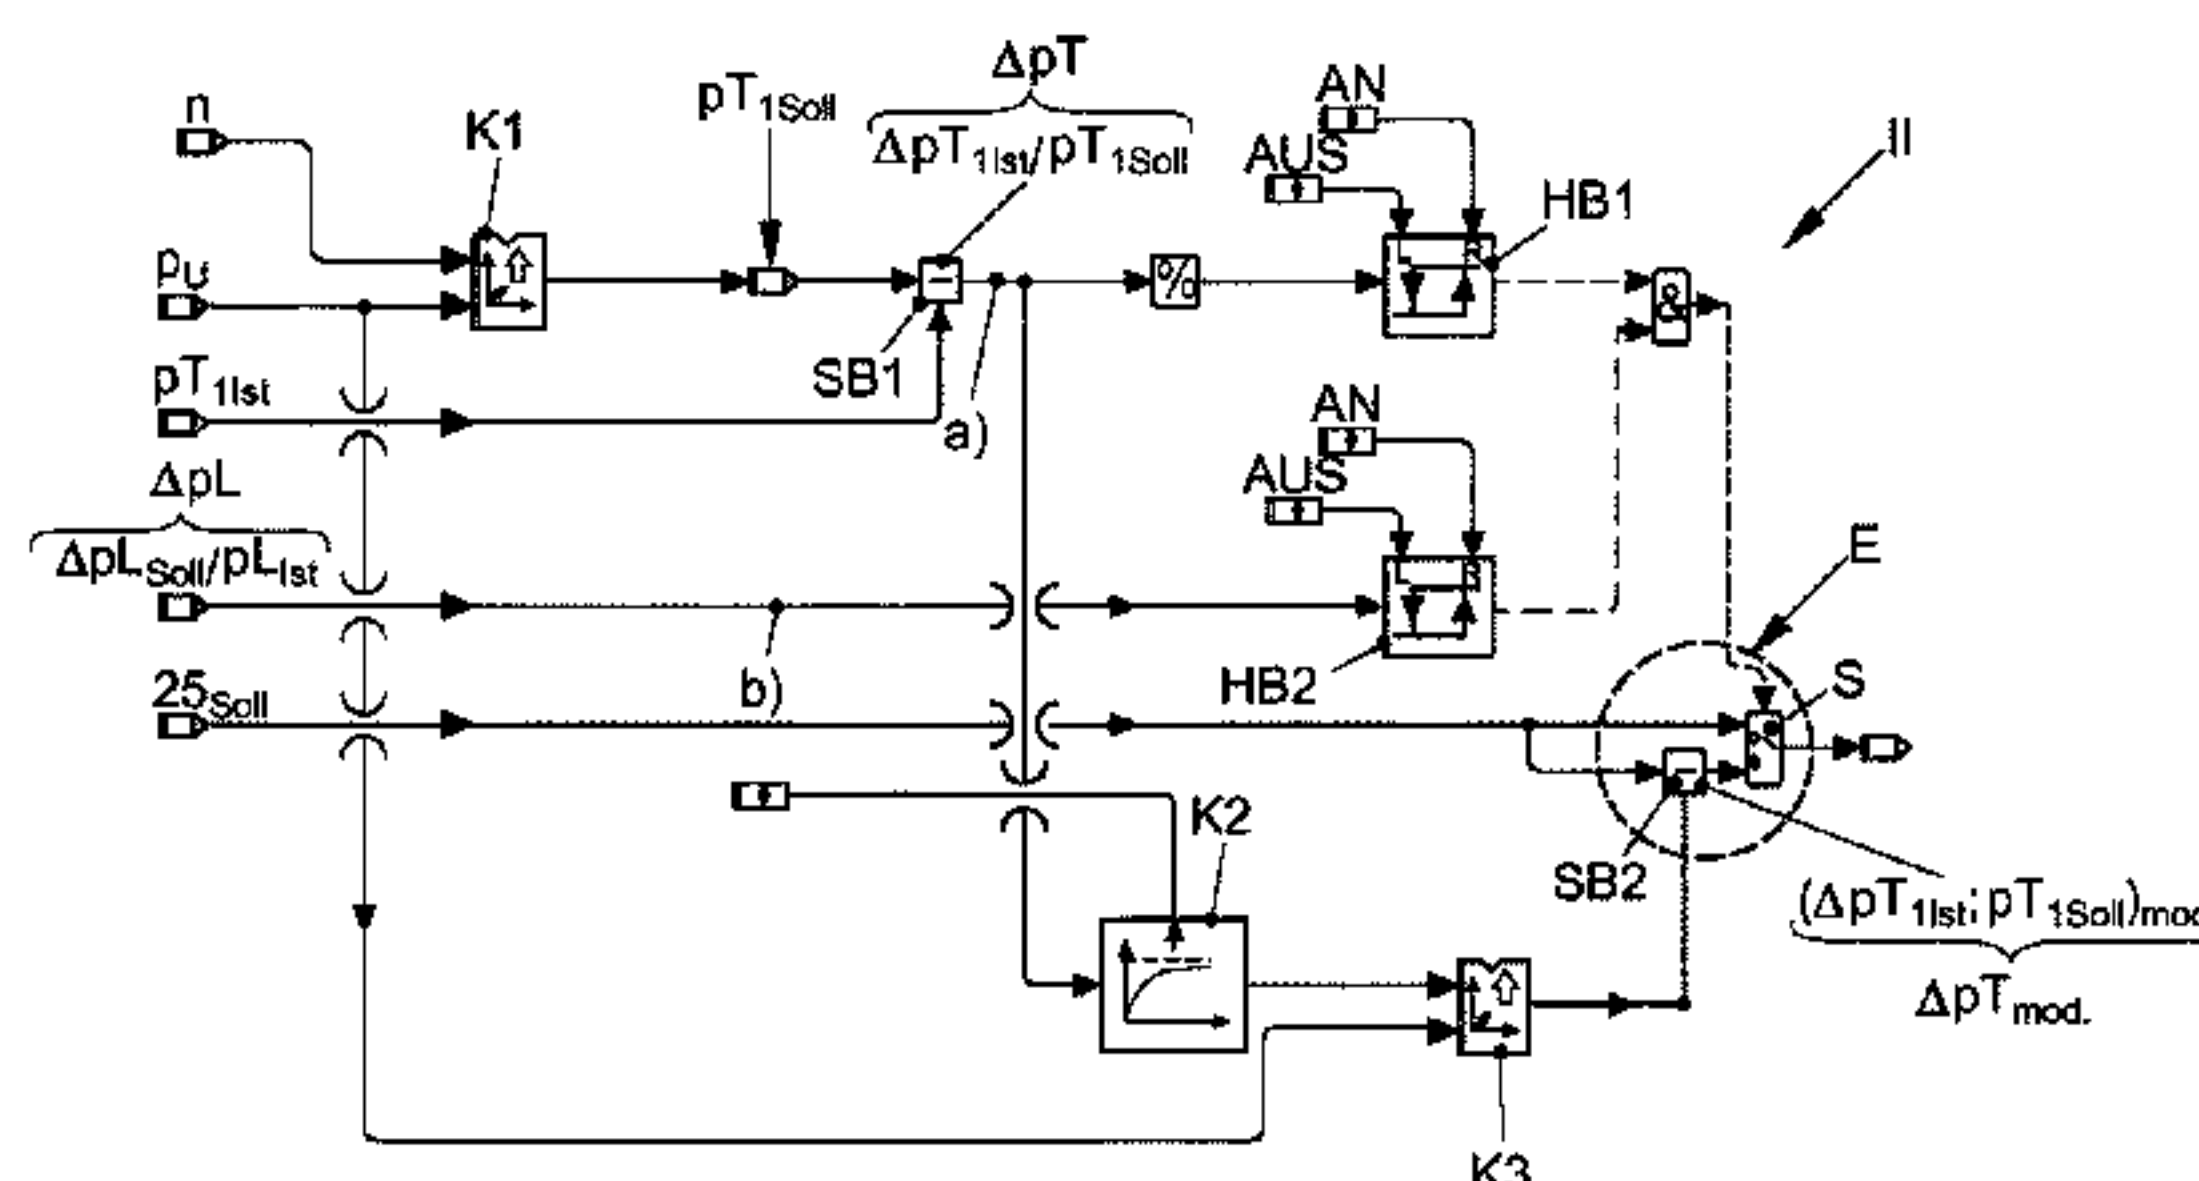 n
K1
pT1Soll
ΔpT
ΔpT1Ist/pT1Soll
AN
AUS
HB1
II
pU
%
&
SB1
pT1Ist
a)
AN
AUS
ΔpL
ΔpLSoll/pLIst
E
b)
HB2
S
25Soll
K2
SB2
(ΔpT1Ist; pT1Soll)mod
ΔpTmod.
K3